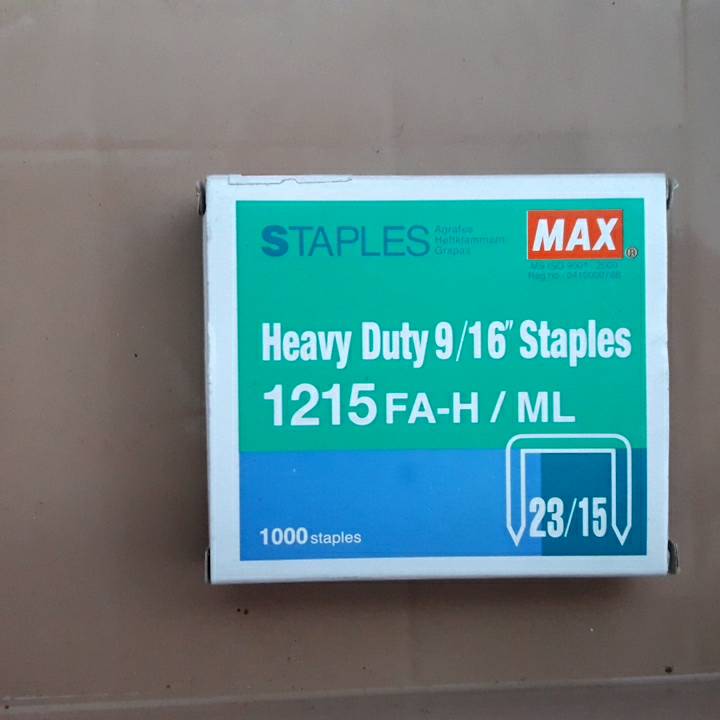 STAPLES
Agrafes
Heftklammern
Grapas
MAX ®
Heavy Duty 9/16" Staples
1215 FA-H / ML
23/15
1000 staples